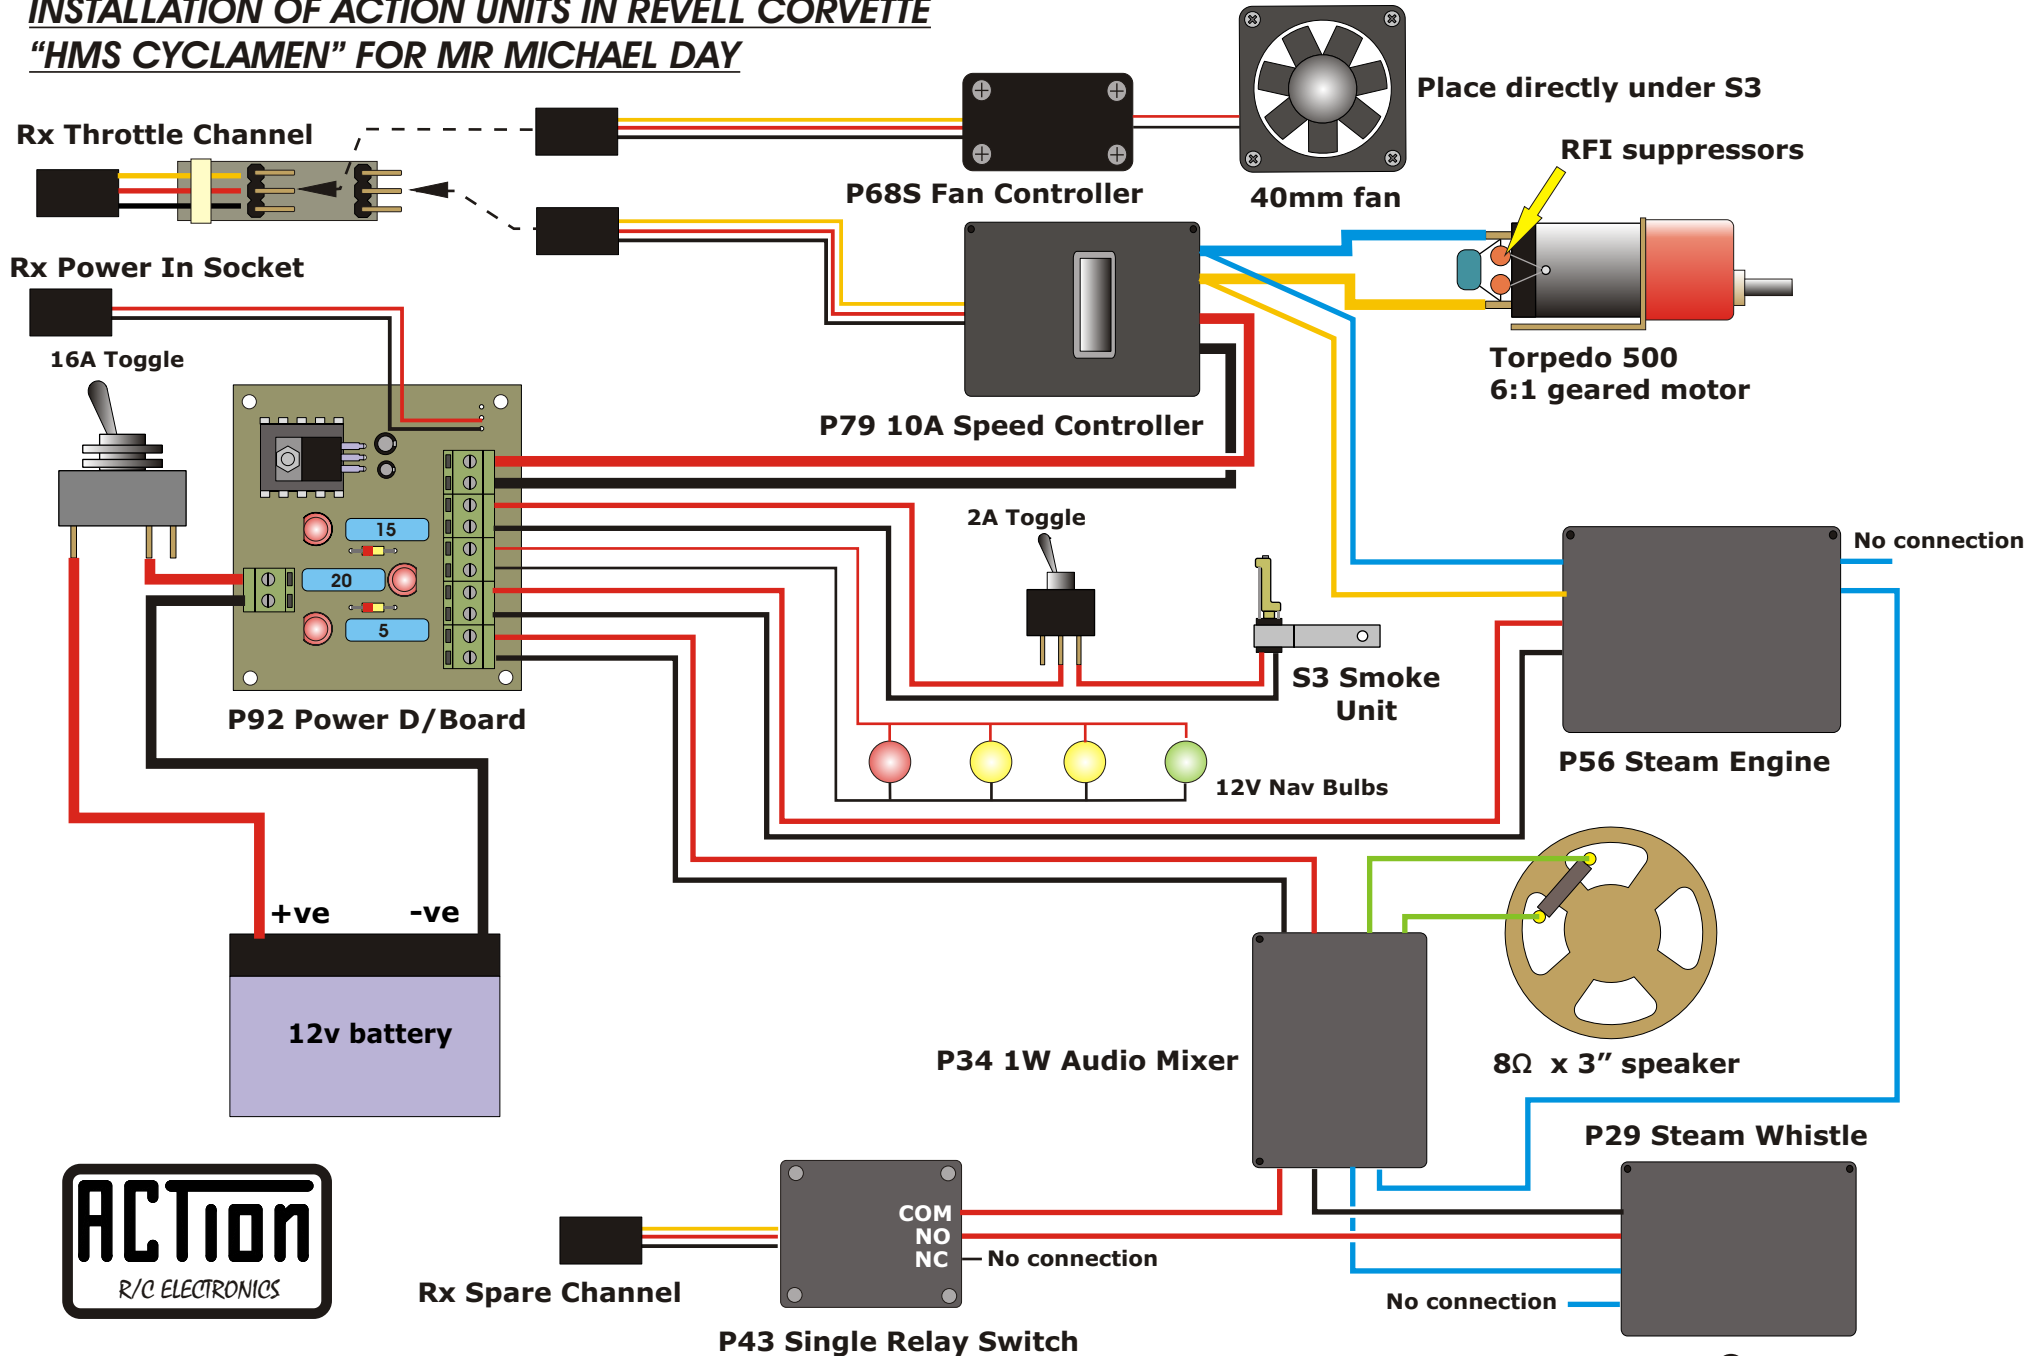 INSTALLATION OF ACTION UNITS IN REVELL CORVETTE
“HMS CYCLAMEN” FOR MR MICHAEL DAY
Place directly under S3
Rx Throttle Channel
RFI suppressors
P68S Fan Controller
40mm fan
Rx Power In Socket
16A Toggle
Torpedo 500
6:1 geared motor
P79 10A Speed Controller
2A Toggle
15
20
5
No connection
S3 Smoke
Unit
P92 Power D/Board
P56 Steam Engine
12V Nav Bulbs
+ve
-ve
12v battery
P34 1W Audio Mixer
8Ω x 3” speaker
P29 Steam Whistle
ACTion
R/C ELECTRONICS
COM
NO
NC
No connection
Rx Spare Channel
No connection
P43 Single Relay Switch